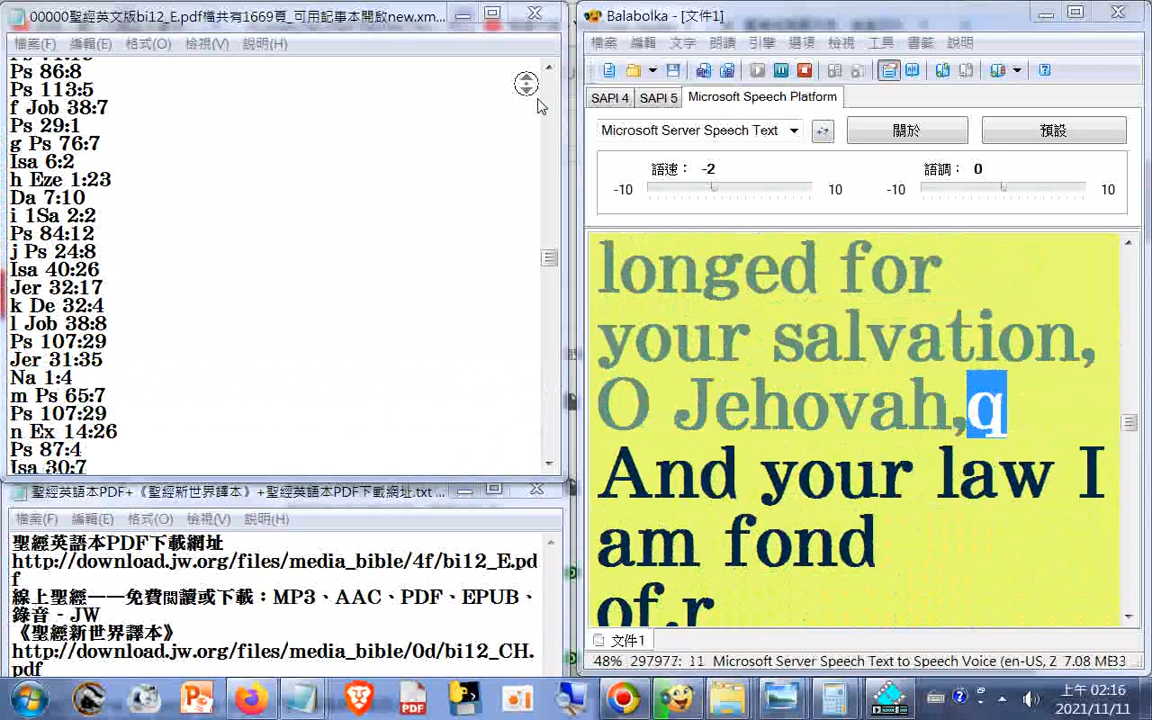 00000聖經英文版bi12_E.pdf檔共有1669頁_可用記事本開啟new.xm...
檔案(F) 編輯(E) 格式(O) 檢視(V) 說明(H)
Ps 86:8
Ps 113:5
f Job 38:7
Ps 29:1
g Ps 76:7
Isa 6:2
h Eze 1:23
Da 7:10
i 1Sa 2:2
Ps 84:12
j Ps 24:8
Isa 40:26
Jer 32:17
k De 32:4
l Job 38:8
Ps 107:29
Jer 31:35
Na 1:4
m Ps 65:7
Ps 107:29
n Ex 14:26
Ps 87:4
Isa 30:7
聖經英語本PDF+《聖經新世界譯本》+聖經英語本PDF下載網址.txt ...
檔案(F) 編輯(E) 格式(O) 檢視(V) 說明(H)
聖經英語本PDF下載網址
http://download.jw.org/files/media_bible/4f/bi12_E.pd
f
線上聖經——免費閱讀或下載：MP3、AAC、PDF、EPUB、
錄音 - JW
《聖經新世界譯本》
http://download.jw.org/files/media_bible/0d/bi12_CH.
pdf
Balabolka - [文件1]
檔案 編輯 文字 朗讀 引擎 選項 檢視 工具 書籤 說明
SAPI 4 SAPI 5 Microsoft Speech Platform
Microsoft Server Speech Text 關於 預設
語速： -2 語調： 0
-10 10 -10 10
longed for
your salvation,
O Jehovah,q
And your law I
am fond
of.r
文件1
48% 297977: 11 Microsoft Server Speech Text to Speech Voice (en-US, Z 7.08 MB3
上午 02:16
2021/11/11